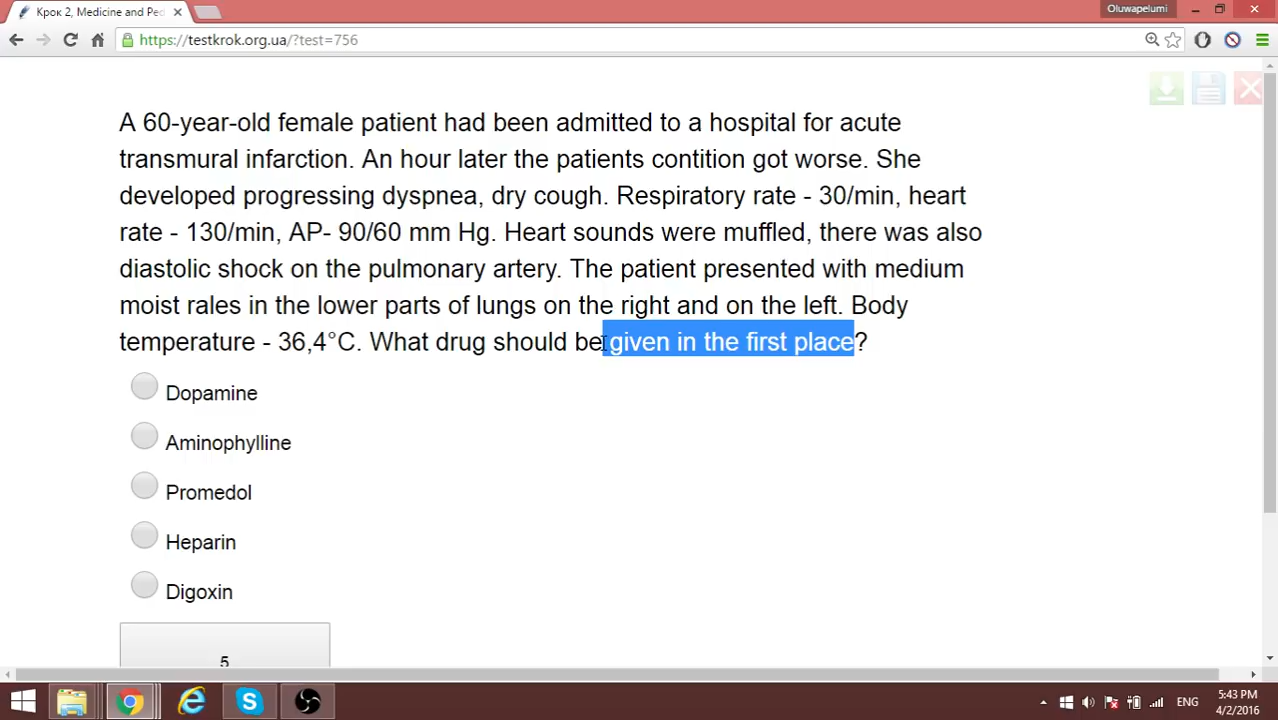 Крок 2, Medicine and Ped
Oluwapelumi
https://testkrok.org.ua/?test=756
A 60-year-old female patient had been admitted to a hospital for acute
transmural infarction. An hour later the patients contition got worse. She
developed progressing dyspnea, dry cough. Respiratory rate - 30/min, heart
rate - 130/min, AP- 90/60 mm Hg. Heart sounds were muffled, there was also
diastolic shock on the pulmonary artery. The patient presented with medium
moist rales in the lower parts of lungs on the right and on the left. Body
temperature - 36,4°C. What drug should be given in the first place?
Dopamine
Aminophylline
Promedol
Heparin
Digoxin
5
ENG
5:43 PM
4/2/2016